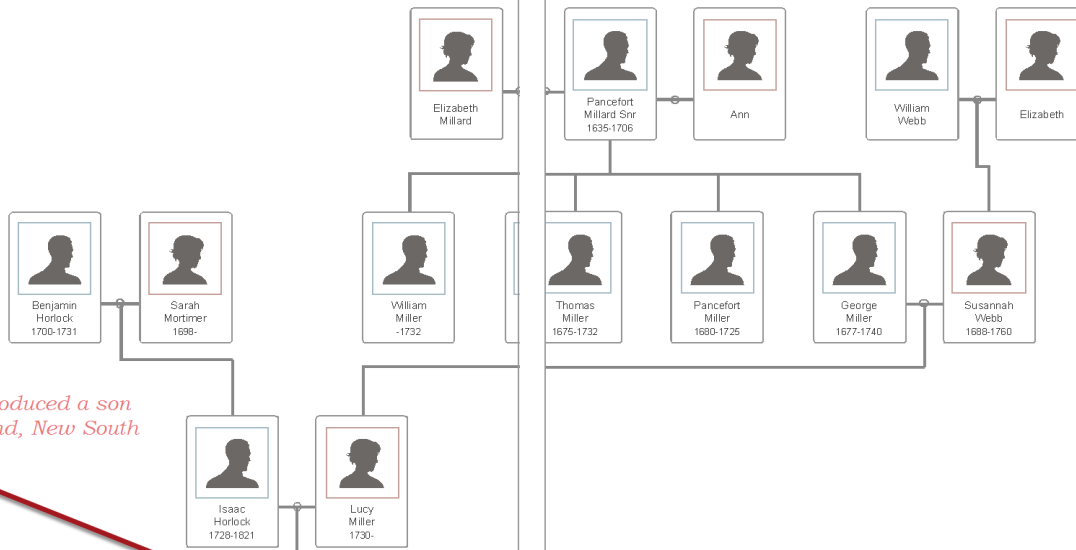 Elizabeth
Millard
Pancefort
Millard Snr
1635-1706
Ann
William
Webb
Elizabeth
Benjamin
Horlock
1700-1731
Sarah
Mortimer
1698-
William
Miller
-1732
Thomas
Miller
1675-1732
Pancefort
Miller
1680-1725
George
Miller
1677-1740
Susannah
Webb
1688-1760
oduced a son
nd, New South
Isaac
Horlock
1728-1821
Lucy
Miller
1730-